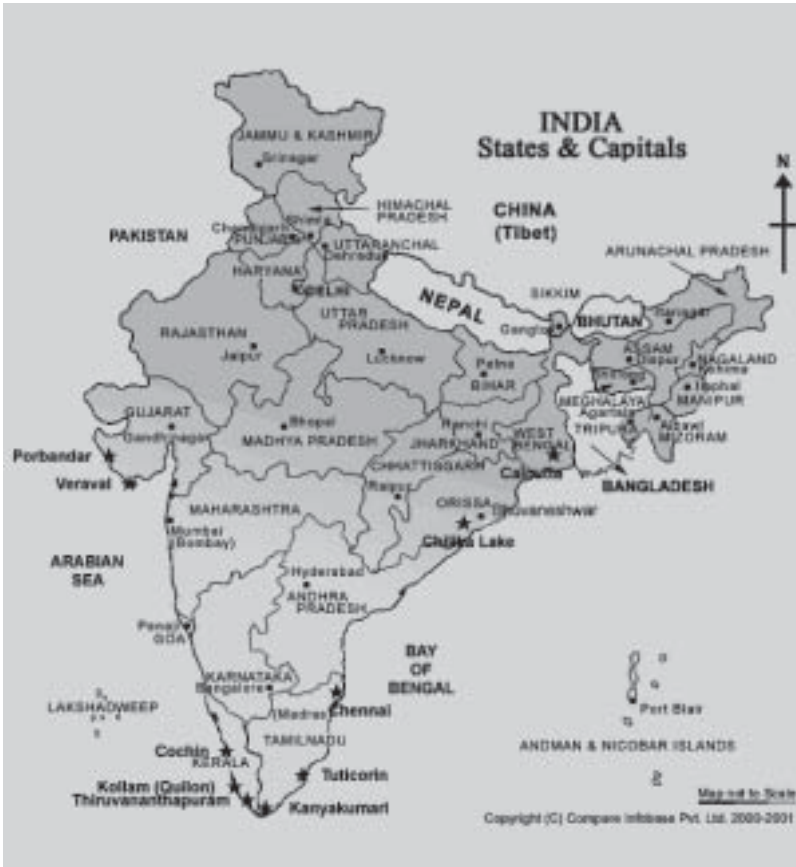 INDIA
States & Capitals
N
JAMMU & KASHMIR
Srinagar
HIMACHAL
PRADESH
CHINA
(Tibet)
PAKISTAN
Chandigarh
Shimla
PUNJAB
UTTARANCHAL
Dehradun
ARUNACHAL PRADESH
HARYANA
DELHI
NEPAL
SIKKIM
UTTAR
PRADESH
Gangtok
BHUTAN
Itanagar
RAJASTHAN
Jaipur
Lucknow
Patna
BIHAR
ASSAM
Dispur
NAGALAND
Kohima
Shillong
Imphal
MEGHALAYA
MANIPUR
GUJARAT
Gandhinagar
Bhopal
MADHYA PRADESH
Ranchi
JHARKHAND
WEST
BENGAL
Agartala
TRIPURA
Aizawl
MIZORAM
Porbandar
Veraval
CHHATTISGARH
Calcutta
BANGLADESH
Raipur
MAHARASHTRA
ORISSA
Bhuvaneshwar
Mumbai
(Bombay)
Chilika Lake
ARABIAN
SEA
Hyderabad
ANDHRA
PRADESH
Panaji
GOA
BAY
OF
BENGAL
KARNATAKA
Bangalore
LAKSHADWEEP
(Madras)
Chennai
Port Blair
TAMILNADU
ANDMAN & NICOBAR ISLANDS
Cochin
KERALA
Kollam (Quilon)
Tuticorin
Thiruvananthapuram
Kanyakumari
Map not to Scale
Copyright (C) Compare Infobase Pvt. Ltd. 2000-2001